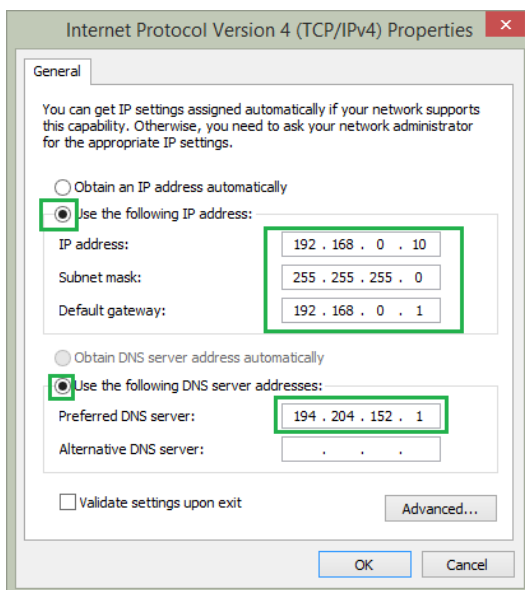 Internet Protocol Version 4 (TCP/IPv4) Properties
General
You can get IP settings assigned automatically if your network supports
this capability. Otherwise, you need to ask your network administrator
for the appropriate IP settings.
Obtain an IP address automatically
Use the following IP address:
IP address: 192 . 168 . 0 . 10
Subnet mask: 255 . 255 . 255 . 0
Default gateway: 192 . 168 . 0 . 1
Obtain DNS server address automatically
Use the following DNS server addresses:
Preferred DNS server: 194 . 204 . 152 . 1
Alternative DNS server: . . .
Validate settings upon exit
Advanced...
OK Cancel